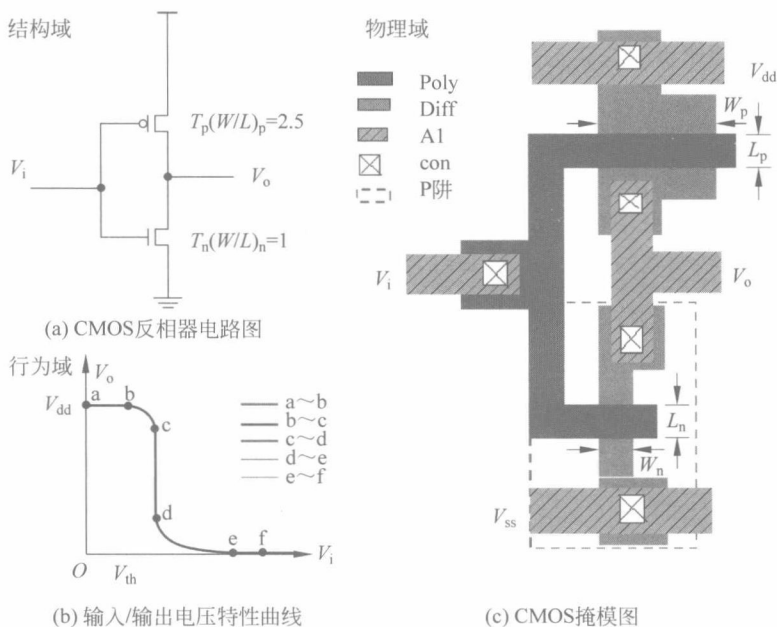 结构域
T_p(W/L)_p=2.5
V_i
V_o
T_n(W/L)_n=1
(a) CMOS反相器电路图
行为域
V_o
V_dd
a
b
c
d
e
f
a～b
b～c
c～d
d～e
e～f
O
V_th
V_i
(b) 输入/输出电压特性曲线
物理域
Poly
Diff
Al
con
P阱
V_dd
W_p
L_p
V_i
V_o
L_n
W_n
V_ss
(c) CMOS掩模图